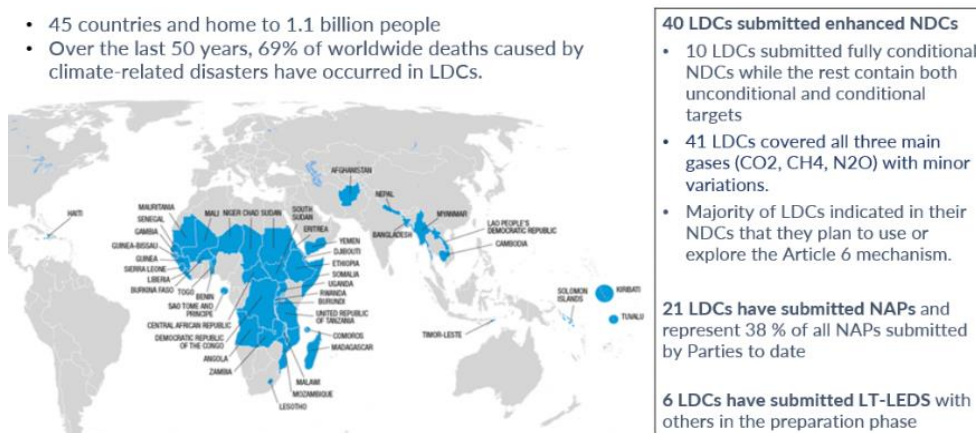 • 45 countries and home to 1.1 billion people
• Over the last 50 years, 69% of worldwide deaths caused by
climate-related disasters have occurred in LDCs.
AFGHANISTAN
NEPAL
MYANMAR
LAO PEOPLE'S
DEMOCRATIC REPUBLIC
BANGLADESH
CAMBODIA
HAITI
MAURITANIA
SENEGAL
GAMBIA
GUINEA-BISSAU
GUINEA
SIERRA LEONE
LIBERIA
BURKINA FASO
TOGO
BENIN
SAO TOME AND
PRINCIPE
MALI
NIGER
CHAD
SUDAN
SOUTH
SUDAN
ERITREA
YEMEN
DJIBOUTI
ETHIOPIA
SOMALIA
UGANDA
RWANDA
BURUNDI
UNITED REPUBLIC
OF TANZANIA
CENTRAL AFRICAN REPUBLIC
DEMOCRATIC REPUBLIC
OF THE CONGO
ANGOLA
ZAMBIA
COMOROS
MADAGASCAR
MALAWI
MOZAMBIQUE
LESOTHO
TIMOR-LESTE
SOLOMON
ISLANDS
KIRIBATI
TUVALU
40 LDCs submitted enhanced NDCs
• 10 LDCs submitted fully conditional
NDCs while the rest contain both
unconditional and conditional
targets
• 41 LDCs covered all three main
gases (CO2, CH4, N2O) with minor
variations.
• Majority of LDCs indicated in their
NDCs that they plan to use or
explore the Article 6 mechanism.
21 LDCs have submitted NAPs and
represent 38 % of all NAPs submitted
by Parties to date
6 LDCs have submitted LT-LEDS with
others in the preparation phase